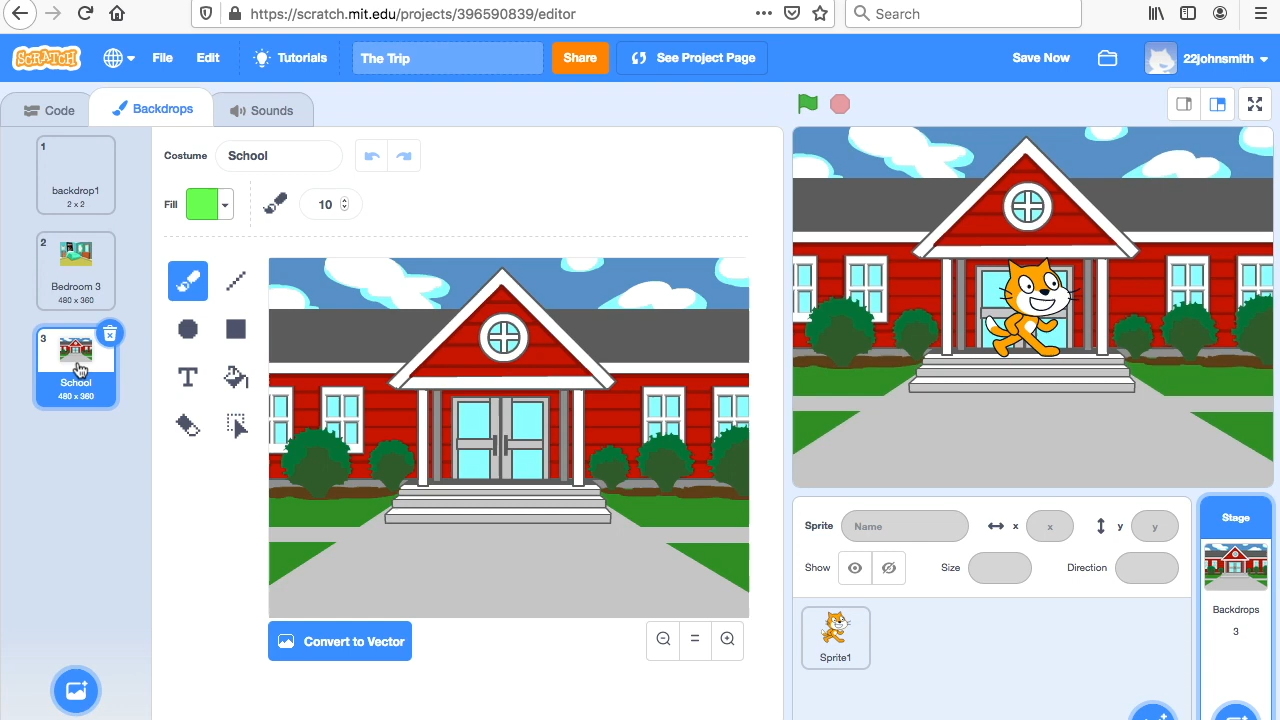 https://scratch.mit.edu/projects/396590839/editor
Search
SCRATCH
File
Edit
Tutorials
The Trip
Share
See Project Page
Save Now
22johnsmith
Code
Backdrops
Sounds
1
backdrop1
2 x 2
2
Bedroom 3
480 x 360
3
School
480 x 360
Costume
School
Fill
10
T
Convert to Vector
Sprite
Name
x
x
y
y
Show
Size
Direction
Sprite1
Stage
Backdrops
3